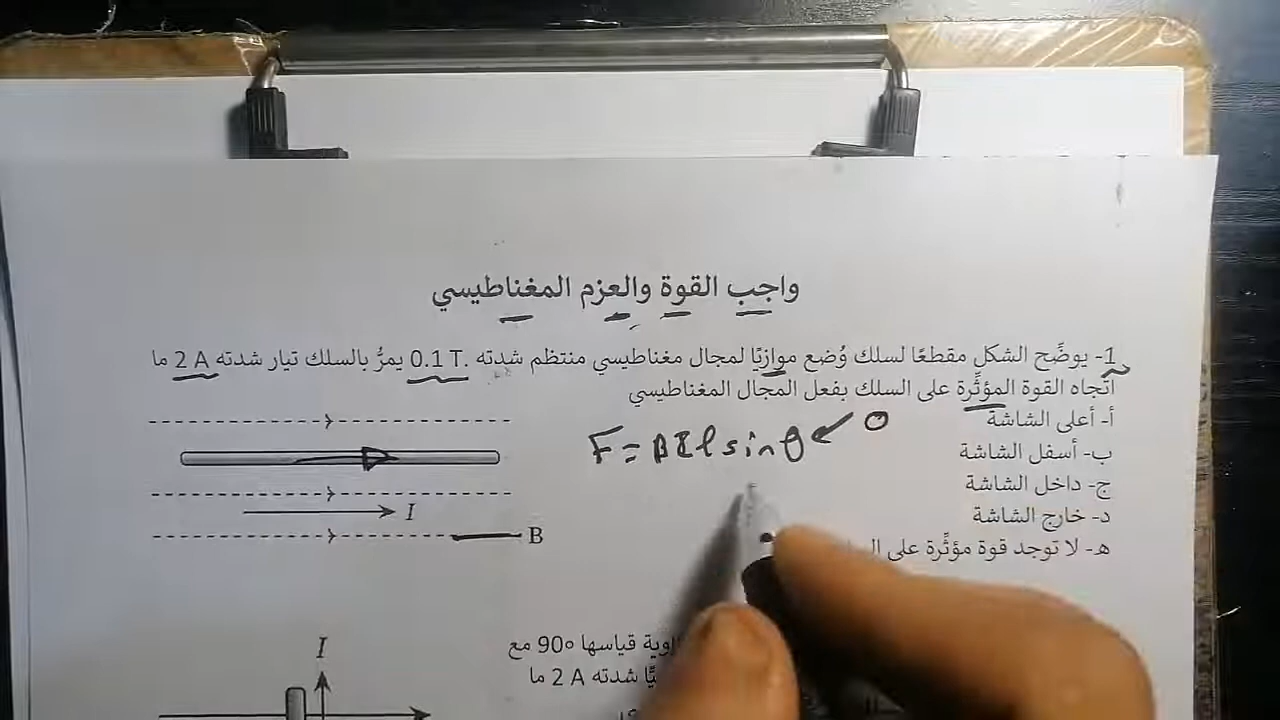 واجب القوة والعزم المغناطيسي
1- يوضَح الشكل مقطعًا لسلك وُضع موازيًا لمجال مغناطيسي منتظم شدته .0.1 T يمرُّ بالسلك تيار شدته 2 A ما
اتجاه القوة المؤثِّرة على السلك بفعل المجال المغناطيسي
أ- أعلى الشاشة
ب- أسفل الشاشة
ج- داخل الشاشة
د- خارج الشاشة
ه- لا توجد قوة مؤثِّرة على
F = BIl sin θ
0
I
B
قياسها 90° مع
شدته 2 A ما
I